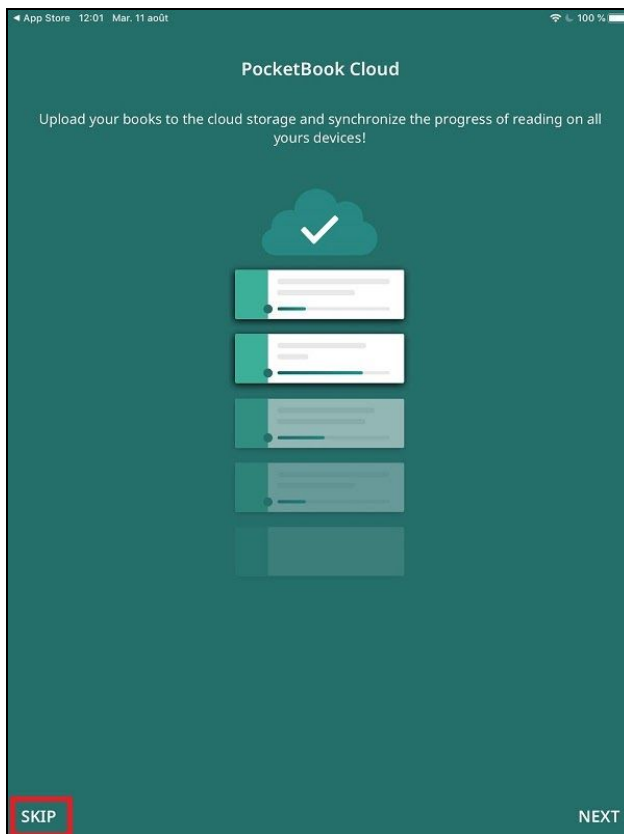 ◀ App Store 12:01 Mar. 11 août 100 %
PocketBook Cloud
Upload your books to the cloud storage and synchronize the progress of reading on all
yours devices!
SKIP NEXT